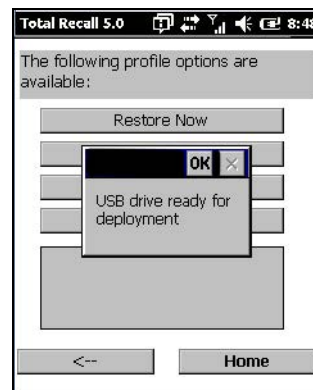 Total Recall 5.0 8:48
The following profile options are
available:
Restore Now
OK
USB drive ready for
deployment
<--
Home